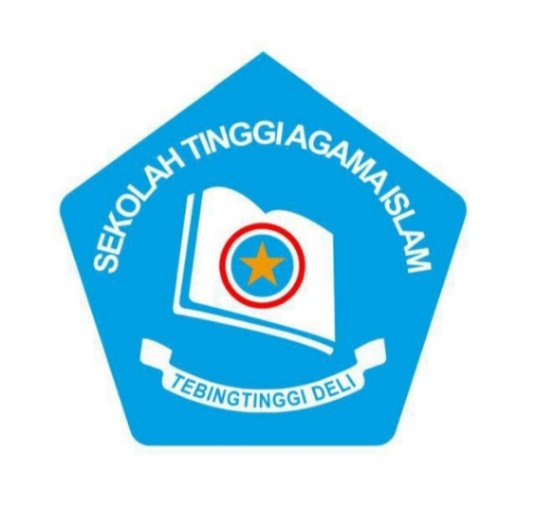 SEKOLAH TINGGI AGAMA ISLAM
TEBINGTINGGI DELI